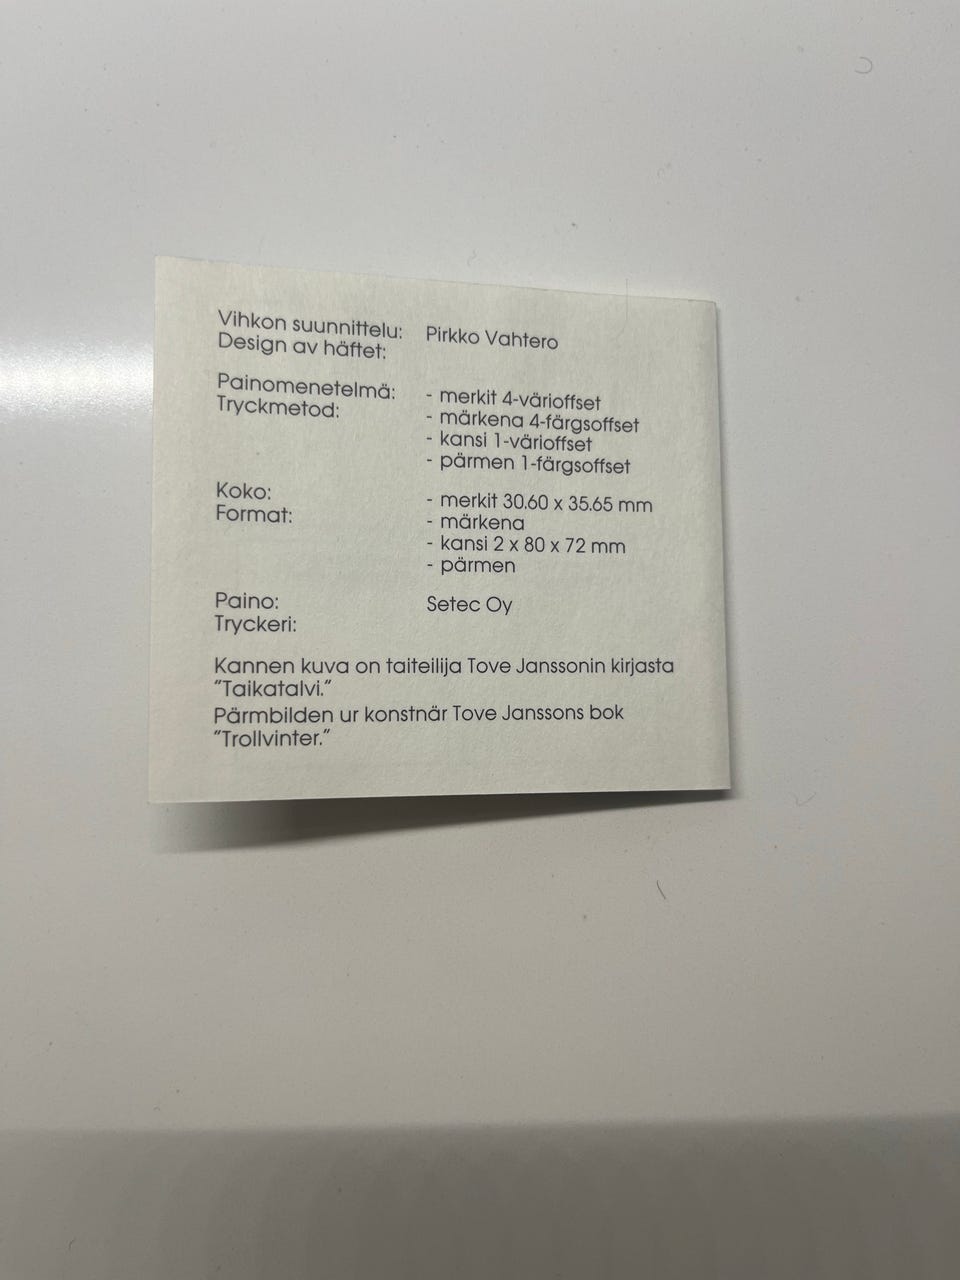 Vihkon suunnittelu: Pirkko Vahtero
Design av häftet:
Painomenetelmä: - merkit 4-värioffset
Tryckmetod: - märkena 4-färgsoffset
- kansi 1-värioffset
- pärmen 1-färgsoffset
Koko: - merkit 30.60 x 35.65 mm
Format: - märkena
- kansi 2 x 80 x 72 mm
- pärmen
Paino: Setec Oy
Tryckeri:
Kannen kuva on taiteilija Tove Janssonin kirjasta
"Taikatalvi."
Pärmbilden ur konstnär Tove Janssons bok
"Trollvinter."